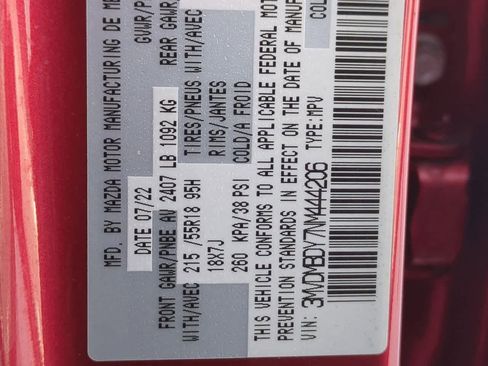 MFD. BY MAZDA MOTOR MANUFACTURING DE ME
DATE 07/22 GVWR/P
FRONT GAWR/PNBE AV 2407 LB 1092 KG REAR GAWR
WITH/AVEC 215/55R18 95H TIRES/PNEUS WITH/AVEC
18X7J RIMS/JANTES
260 KPA/38 PSI COLD/A FROID
THIS VEHICLE CONFORMS TO ALL APPLICABLE FEDERAL MOTOR
PREVENTION STANDARDS IN EFFECT ON THE DATE OF MANUF
VIN: 3MVDMBDY7NM444206 TYPE: MPV COLD